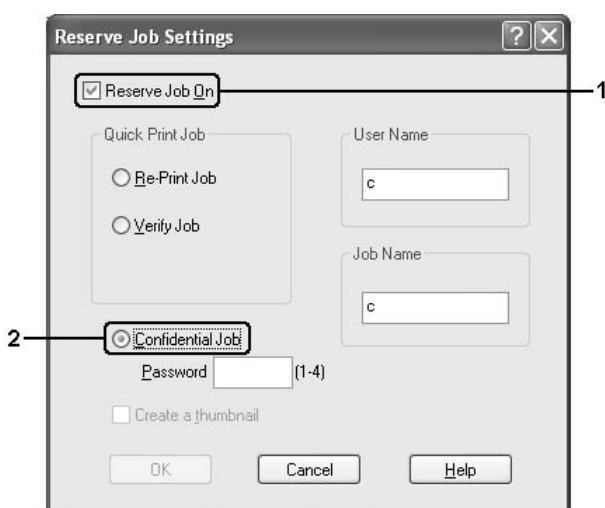 Reserve Job Settings
Reserve Job On
1
Quick Print Job
User Name
Re-Print Job
c
Verify Job
Job Name
c
2
Confidential Job
Password (1-4)
Create a thumbnail
OK Cancel Help